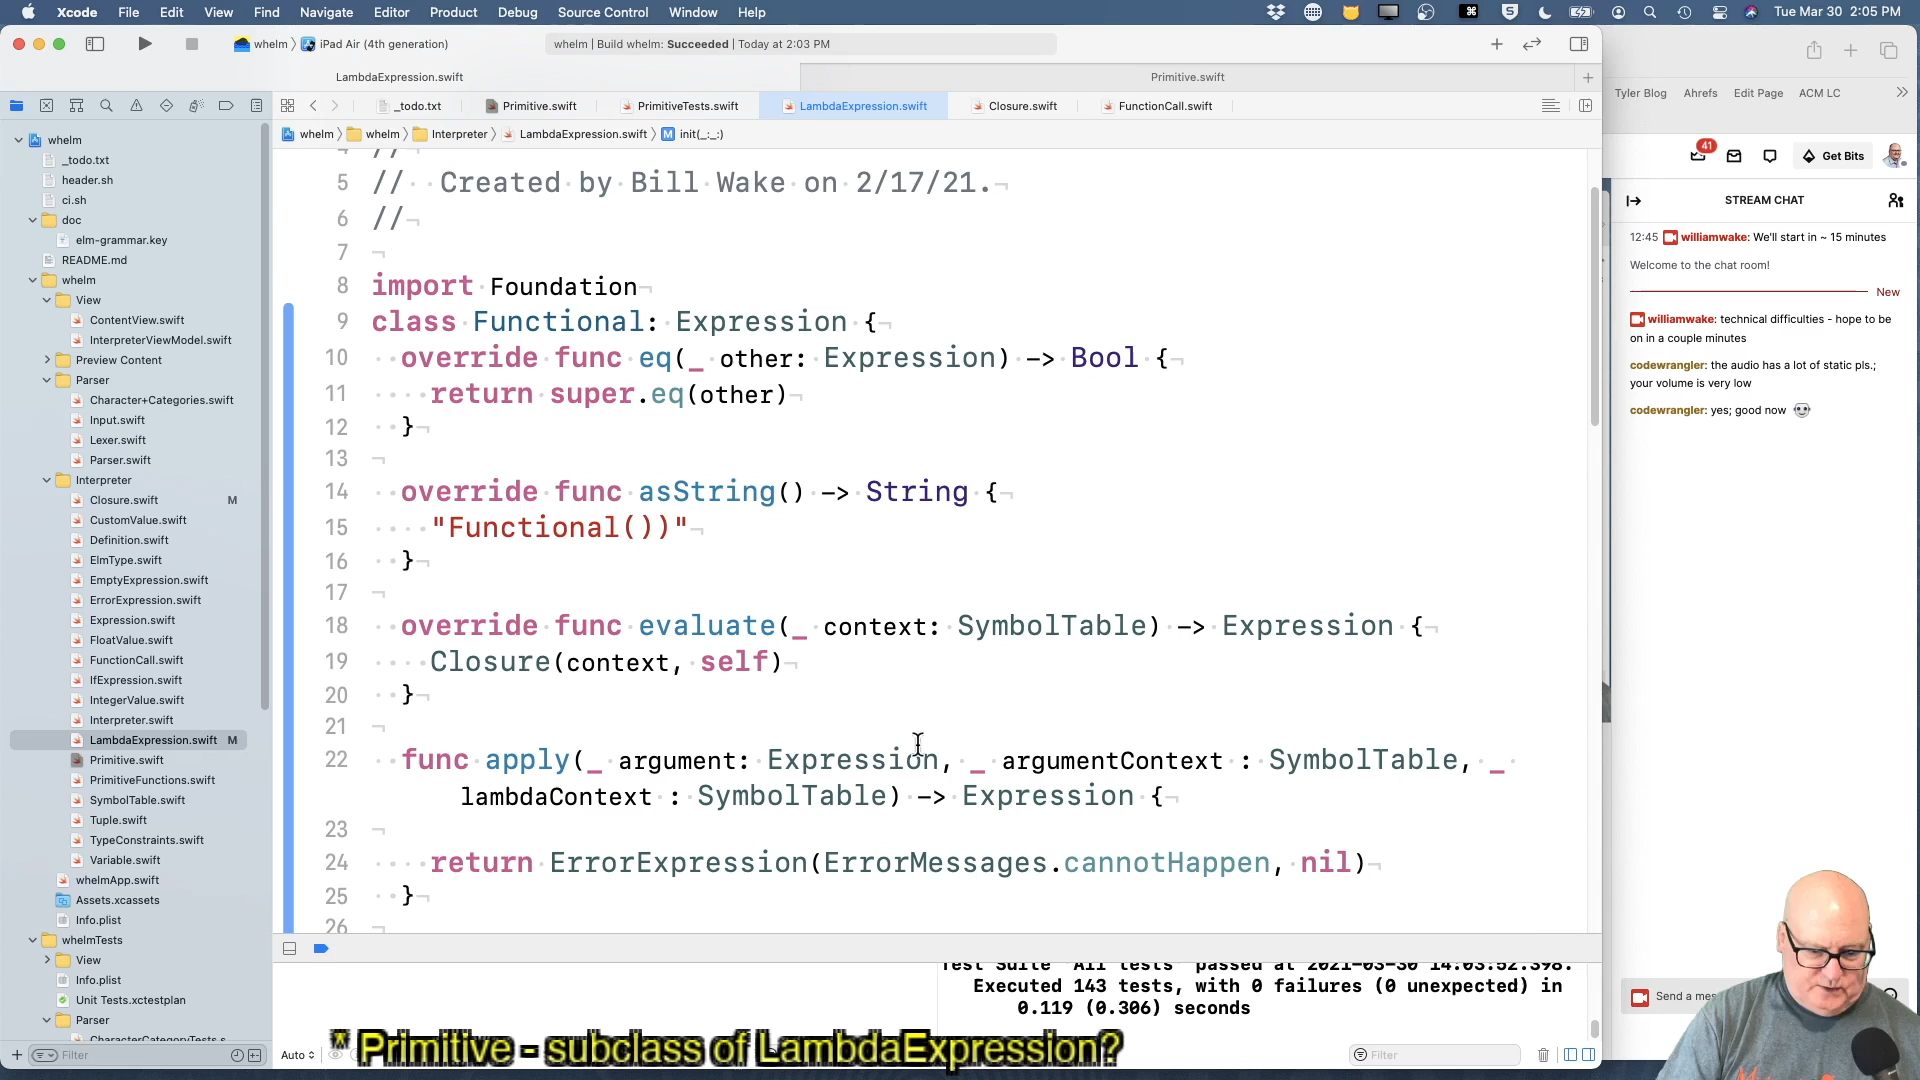 Xcode File Edit View Find Navigate Editor Product Debug Source Control Window Help
Tue Mar 30 2:05 PM
whelm iPad Air (4th generation)
whelm | Build whelm: Succeeded | Today at 2:03 PM
LambdaExpression.swift
Primitive.swift
_todo.txt
Primitive.swift
PrimitiveTests.swift
LambdaExpression.swift
Closure.swift
FunctionCall.swift
whelm
whelm
Interpreter
LambdaExpression.swift
M init(_:_:)
whelm
_todo.txt
header.sh
ci.sh
doc
elm-grammar.key
README.md
whelm
View
ContentView.swift
InterpreterViewModel.swift
Preview Content
Parser
Character+Categories.swift
Input.swift
Lexer.swift
Parser.swift
Interpreter
Closure.swift M
CustomValue.swift
Definition.swift
ElmType.swift
EmptyExpression.swift
ErrorExpression.swift
Expression.swift
FloatValue.swift
FunctionCall.swift
IfExpression.swift
IntegerValue.swift
Interpreter.swift
LambdaExpression.swift M
Primitive.swift
PrimitiveFunctions.swift
SymbolTable.swift
Tuple.swift
TypeConstraints.swift
Variable.swift
whelmApp.swift
Assets.xcassets
Info.plist
whelmTests
View
Info.plist
Unit Tests.xctestplan
Parser
CharacterCategoryTests.s
Filter
4 //
5 // Created by Bill Wake on 2/17/21.
6 //
7
8 import Foundation
9 class Functional: Expression {
10 override func eq(_ other: Expression) -> Bool {
11 return super.eq(other)
12 }
13
14 override func asString() -> String {
15 "Functional())"
16 }
17
18 override func evaluate(_ context: SymbolTable) -> Expression {
19 Closure(context, self)
20 }
21
22 func apply(_ argument: Expression, _ argumentContext : SymbolTable, _
lambdaContext : SymbolTable) -> Expression {
23
24 return ErrorExpression(ErrorMessages.cannotHappen, nil)
25 }
26
Test Suite 'All tests' passed at 2021-03-30 14:03:52.398.
Executed 143 tests, with 0 failures (0 unexpected) in
0.119 (0.306) seconds
Auto
Filter
* Primitive - subclass of LambdaExpression?
Tyler Blog Ahrefs Edit Page ACM LC
41
Get Bits
STREAM CHAT
12:45 williamwake: We'll start in ~ 15 minutes
Welcome to the chat room!
New
williamwake: technical difficulties - hope to be
on in a couple minutes
codewrangler: the audio has a lot of static pls.;
your volume is very low
codewrangler: yes; good now
Send a mes